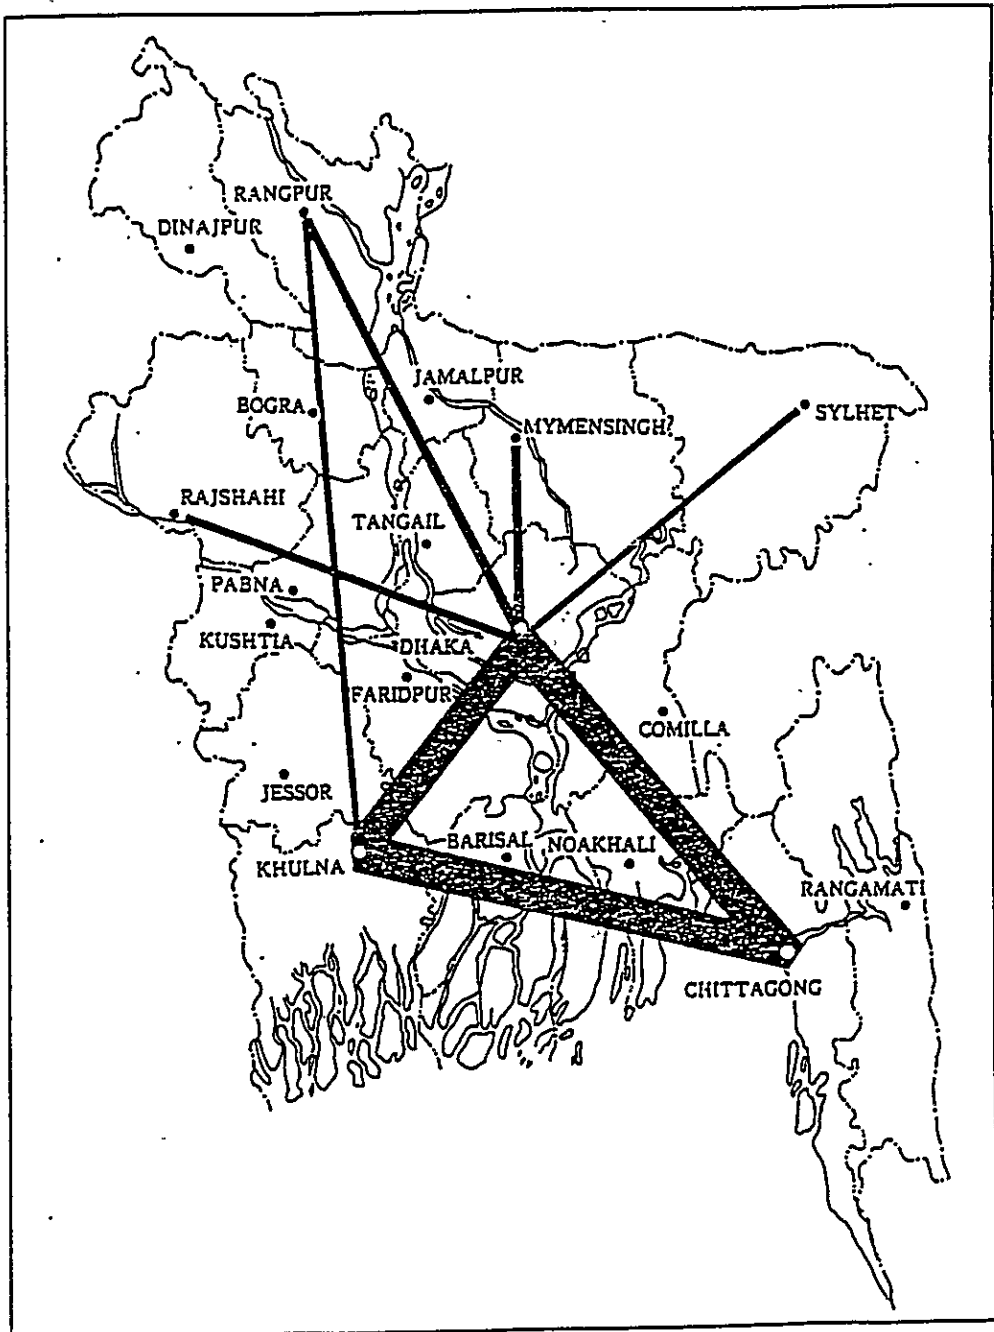 RANGPUR
DINAJPUR
JAMALPUR
BOGRA
SYLHET
MYMENSINGH
RAJSHAHI
TANGAIL
PABNA
KUSHTIA
DHAKA
FARIDPUR
COMILLA
JESSOR
BARISAL
NOAKHALI
KHULNA
RANGAMATI
CHITTAGONG